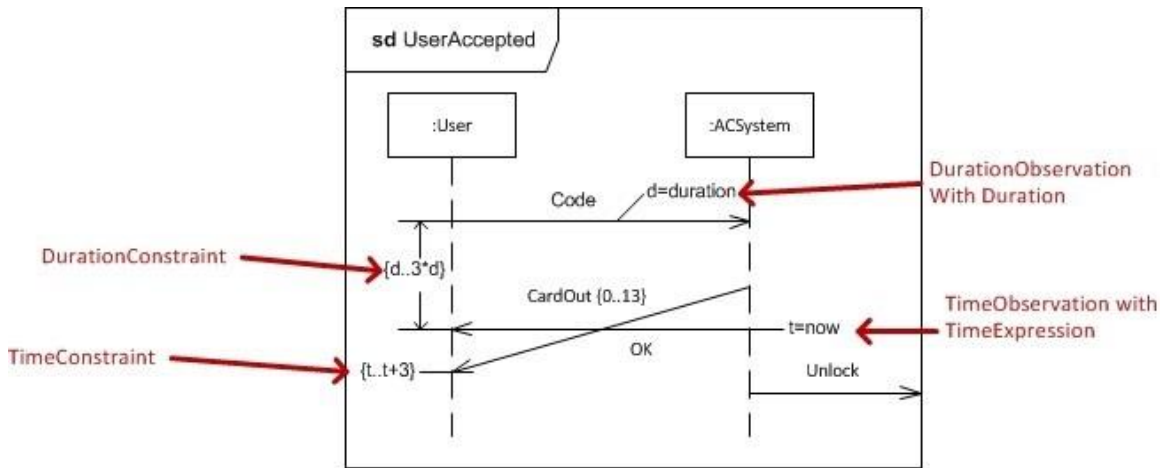 sd UserAccepted
:User
:ACSystem
DurationObservation
With Duration
d=duration
Code
DurationConstraint
{d..3*d}
CardOut {0..13}
TimeObservation with
TimeExpression
t=now
OK
TimeConstraint
{t..t+3}
Unlock